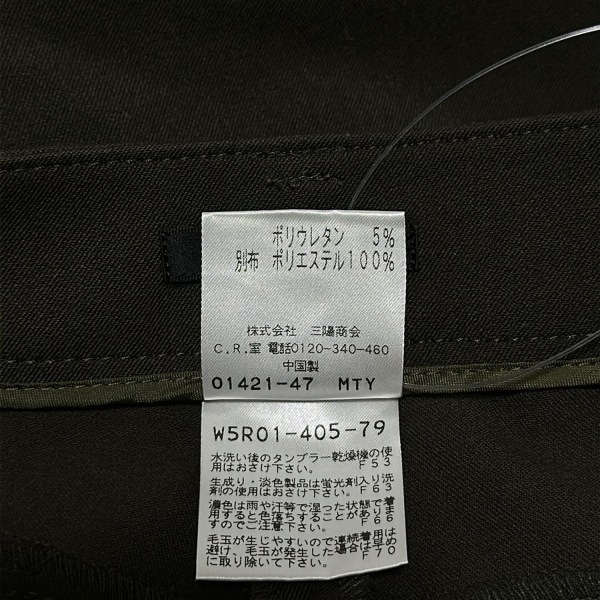 ポリウレタン 5%
別布 ポリエステル100%
株式会社 三陽商会
C.R.室 電話0120-340-460
中国製
01421-47 MTY
W5R01-405-79
水洗い後のタンブラー乾燥機の使
用はおさけ下さい。 F53
生成り・淡色製品は蛍光剤入り洗
剤の使用はおさけ下さい。 F63
濃色は雨や汗等で湿った状態で着
用すると色落ちすることがありま
すのでご注意下さい。 F66
毛玉が生じやすいので連続着用は
避け、毛玉が発生した場合は早め
に取り除いて下さい。 F70